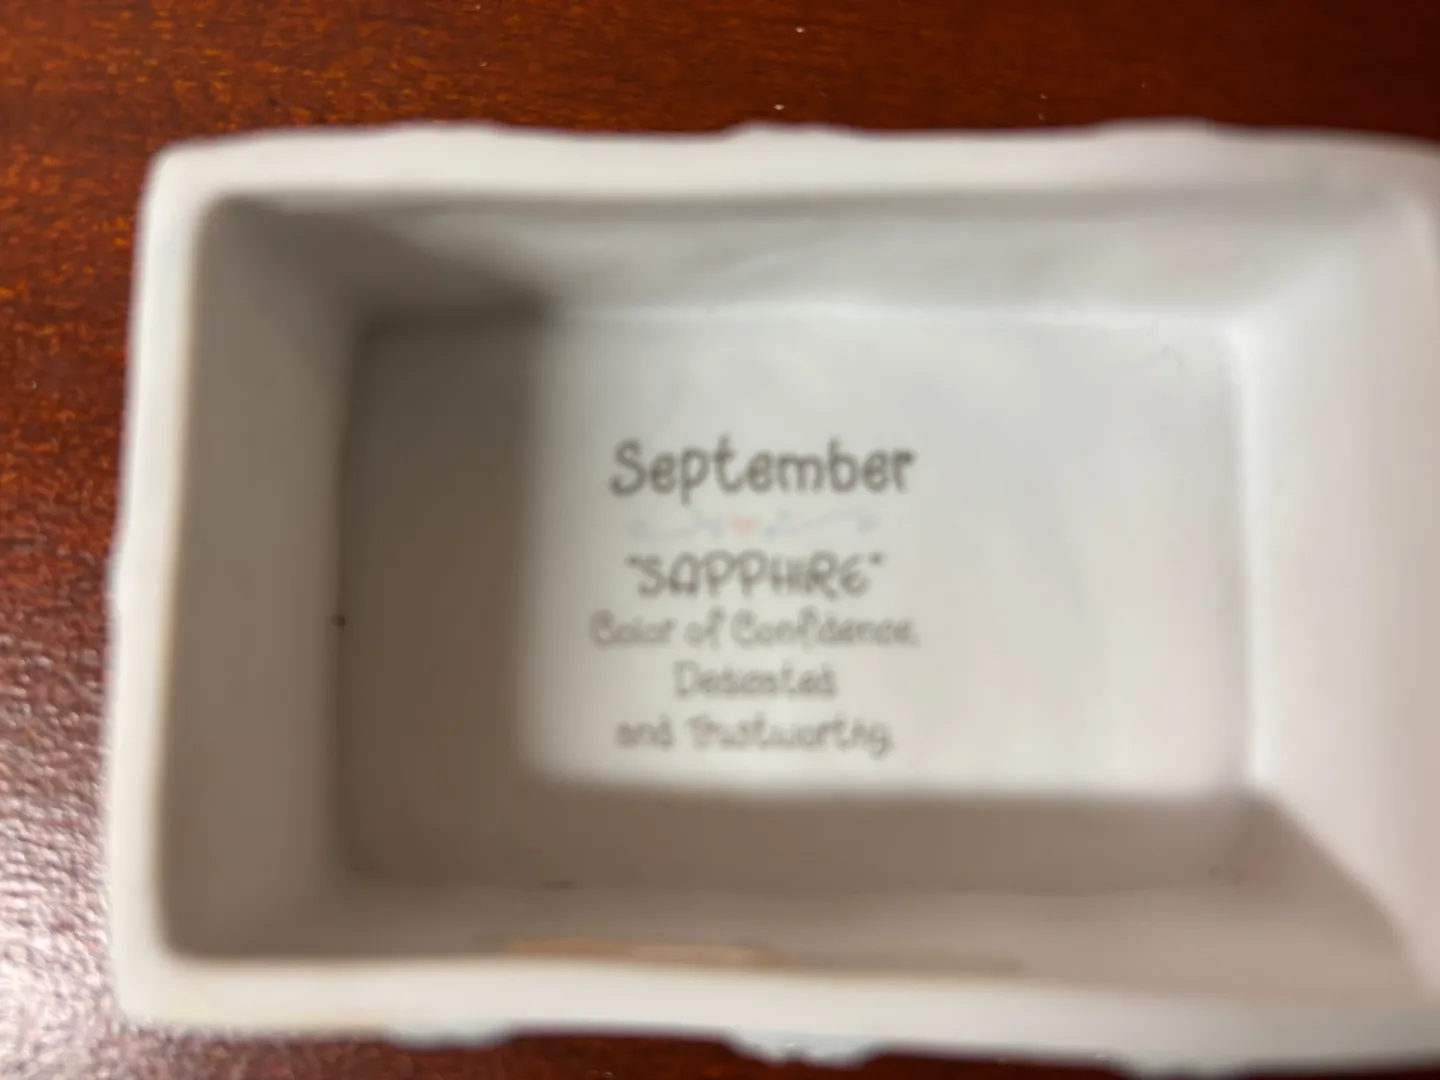 September
"SAPPHIRE"
Color of Confidence,
Dedicated
and Trustworthy